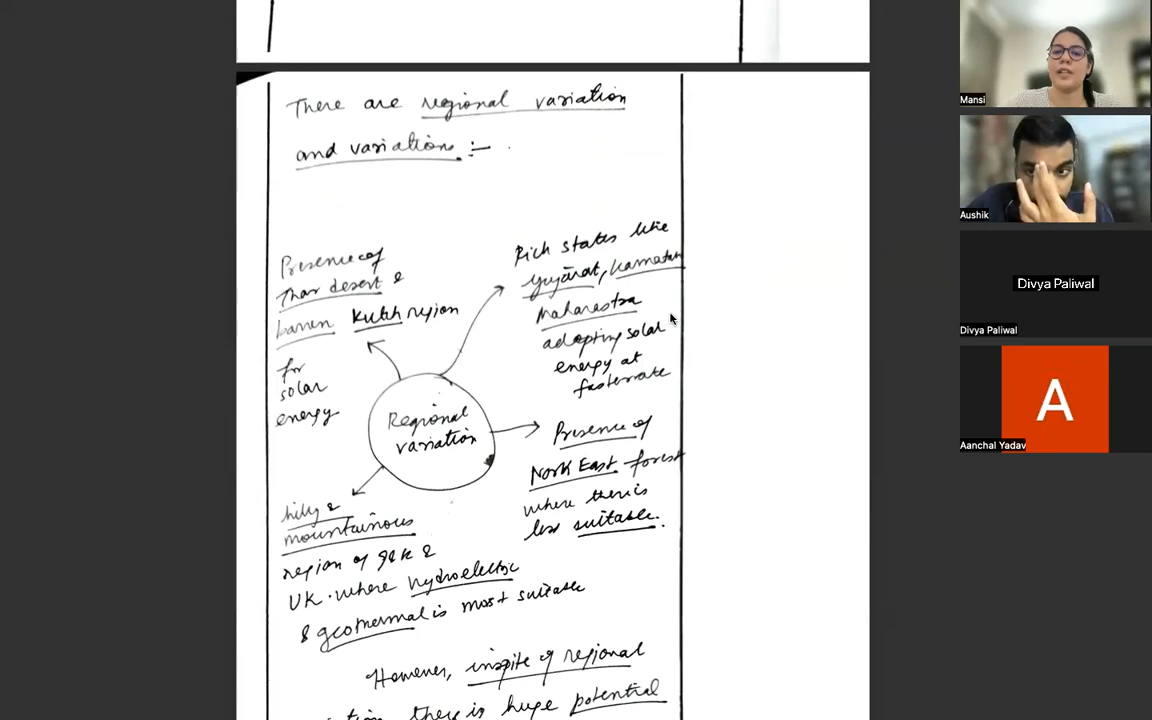 There are regional variation
and variations :-
Presence of
Thar desert &
barren Kutch region
for
solar
energy
Rich states like
Gujarat, Karnataka
Maharastra
adopting solar
energy at
faster rate
Regional
variation
Presence of
North East forest
where there is
less suitable.
hilly &
mountainous
region of J&K &
UK. where hydroelectric
& geothermal is most suitable
However, inspite of regional
there is huge potential
Mansi
Aushik
Divya Paliwal
Divya Paliwal
A
Aanchal Yadav